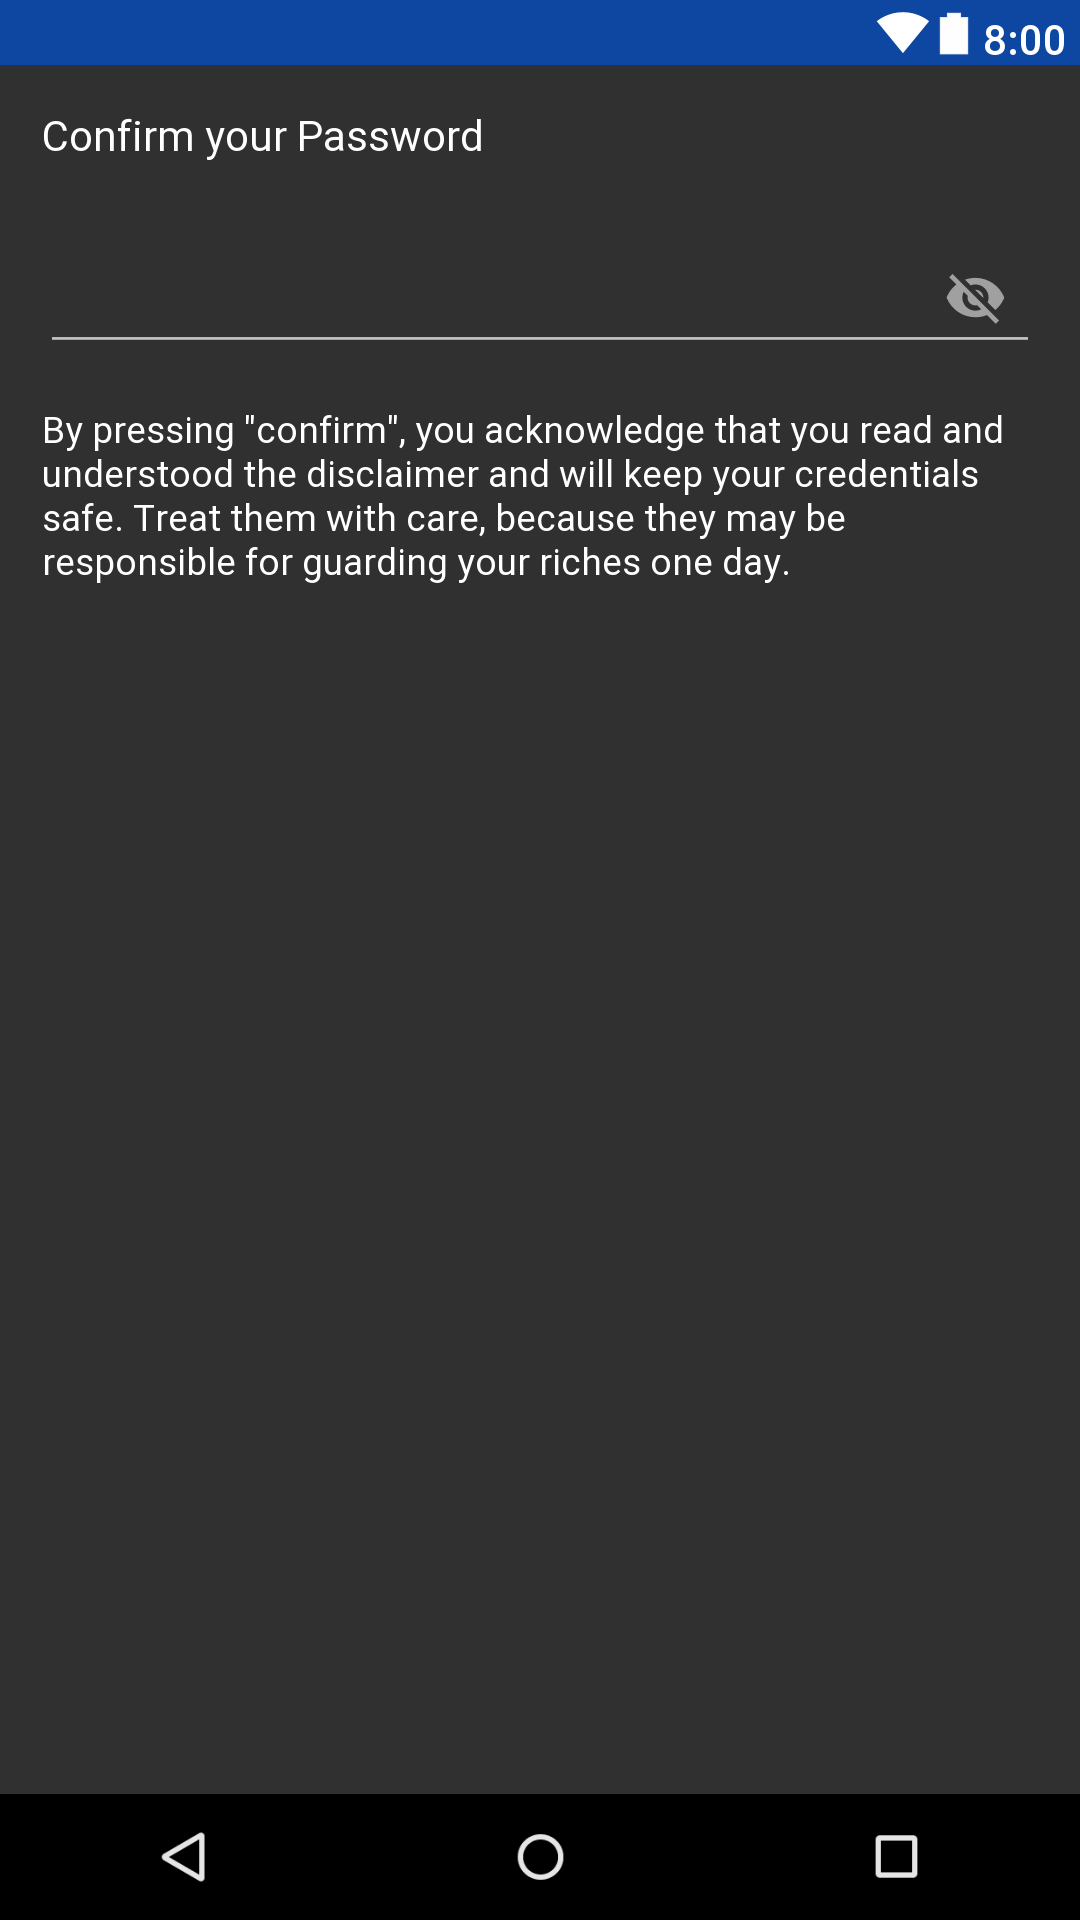 8:00
Confirm your Password
By pressing "confirm", you acknowledge that you read and
understood the disclaimer and will keep your credentials
safe. Treat them with care, because they may be
responsible for guarding your riches one day.